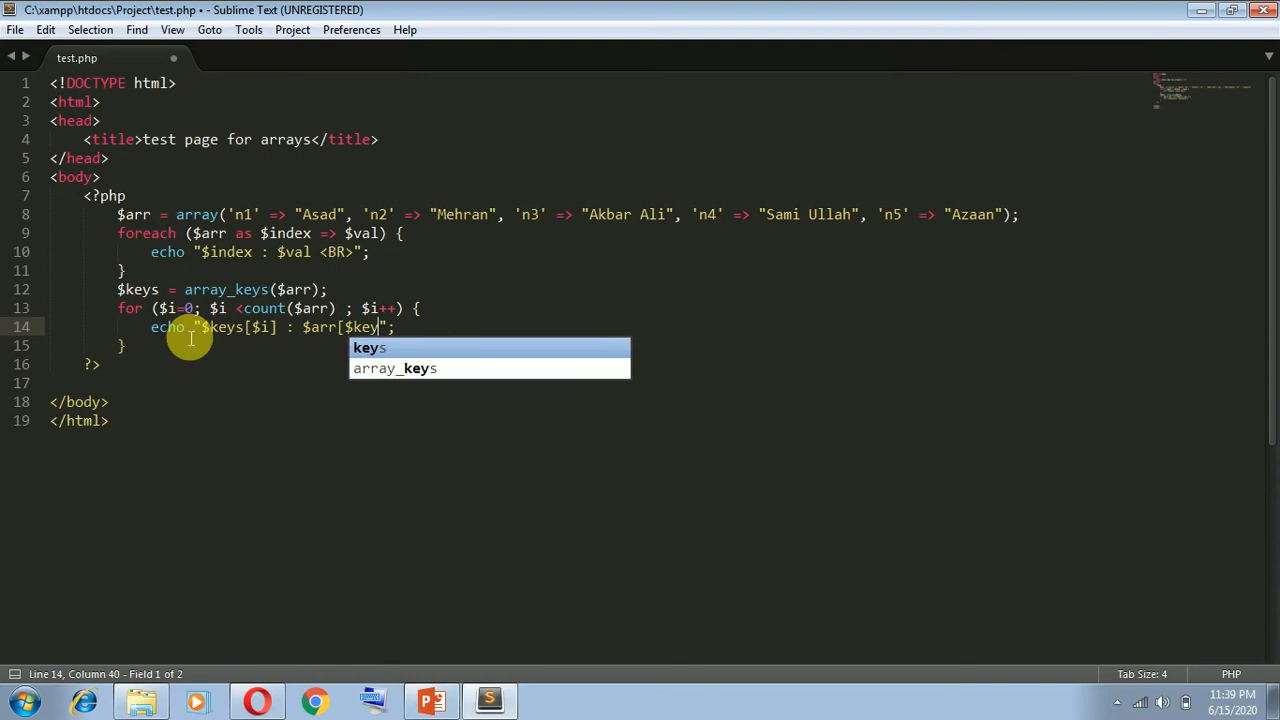 C:\xampp\htdocs\Project\test.php • - Sublime Text (UNREGISTERED)
File Edit Selection Find View Goto Tools Project Preferences Help
test.php
1 <!DOCTYPE html>
2 <html>
3 <head>
4 <title>test page for arrays</title>
5 </head>
6 <body>
7 <?php
8 $arr = array('n1' => "Asad", 'n2' => "Mehran", 'n3' => "Akbar Ali", 'n4' => "Sami Ullah", 'n5' => "Azaan");
9 foreach ($arr as $index => $val) {
10 echo "$index : $val <BR>";
11 }
12 $keys = array_keys($arr);
13 for ($i=0; $i <count($arr) ; $i++) {
14 echo "$keys[$i] : $arr[$key";
keys
15 }
array_keys
16 ?>
17
18 </body>
19 </html>
Line 14, Column 40 - Field 1 of 2 Tab Size: 4 PHP
11:39 PM
6/15/2020